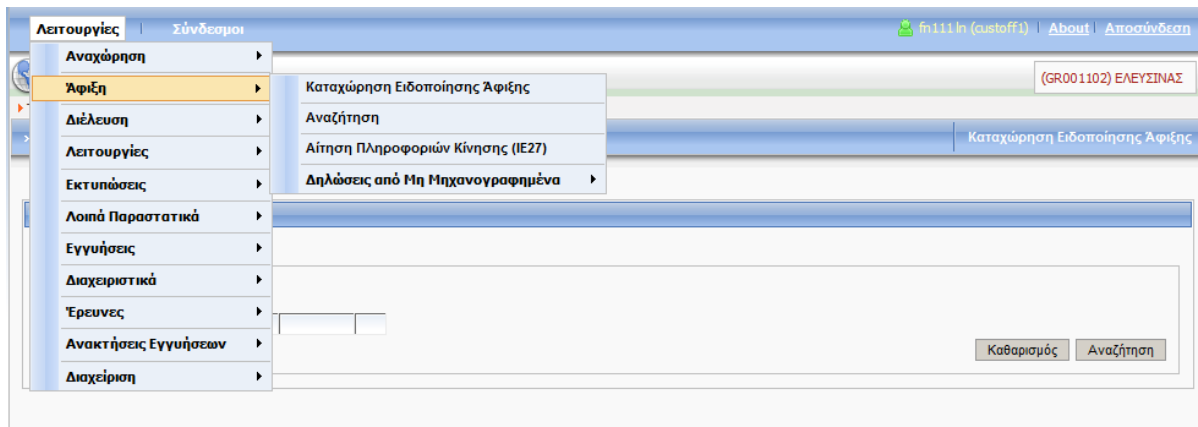 Λειτουργίες | Σύνδεσμοι fn111 ln (custoff1) | About | Αποσύνδεση
Αναχώρηση
(GR001102) ΕΛΕΥΣΙΝΑΣ
Άφιξη
Καταχώρηση Ειδοποίησης Άφιξης
Διέλευση
Αναζήτηση
Καταχώρηση Ειδοποίησης Άφιξης
Λειτουργίες
Αίτηση Πληροφοριών Κίνησης (IE27)
Εκτυπώσεις
Δηλώσεις από Μη Μηχανογραφημένα
Λοιπά Παραστατικά
Εγγυήσεις
Διαχειριστικά
Έρευνες
Ανακτήσεις Εγγυήσεων
Καθαρισμός Αναζήτηση
Διαχείριση